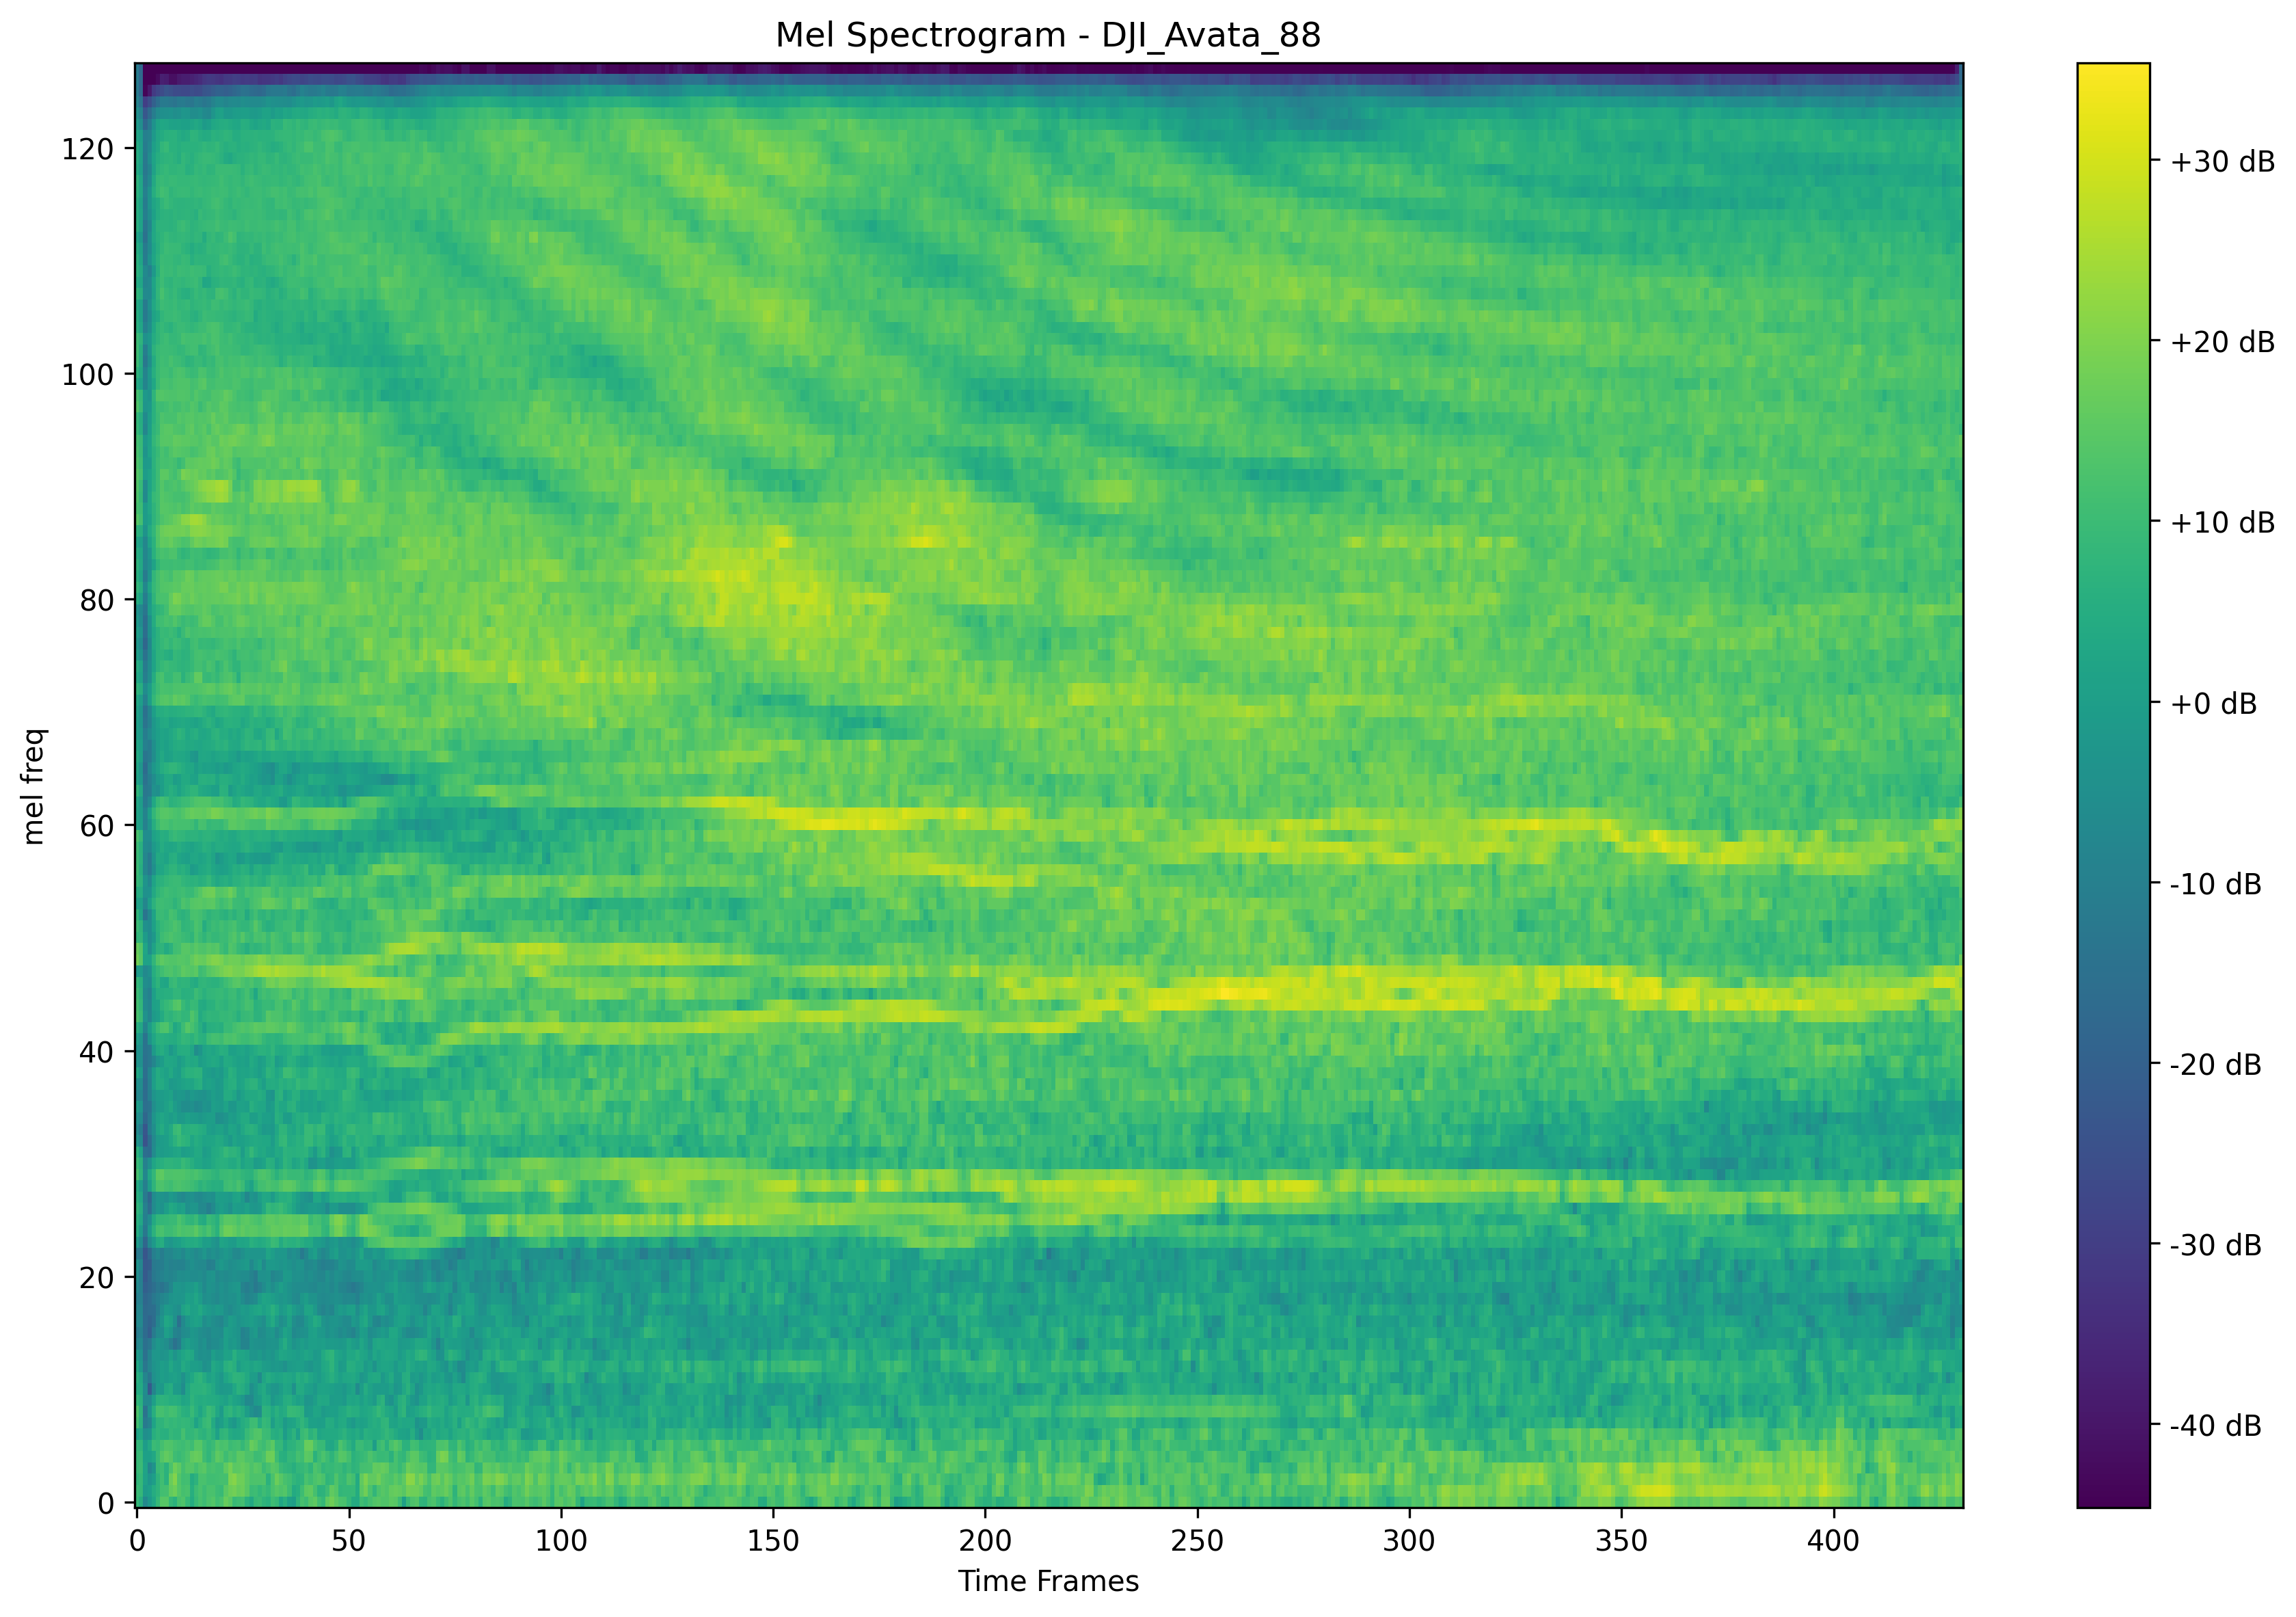 Mel Spectrogram - DJI_Avata_88
mel freq
120
100
80
60
40
20
0
0 50 100 150 200 250 300 350 400
Time Frames
+30 dB
+20 dB
+10 dB
+0 dB
-10 dB
-20 dB
-30 dB
-40 dB